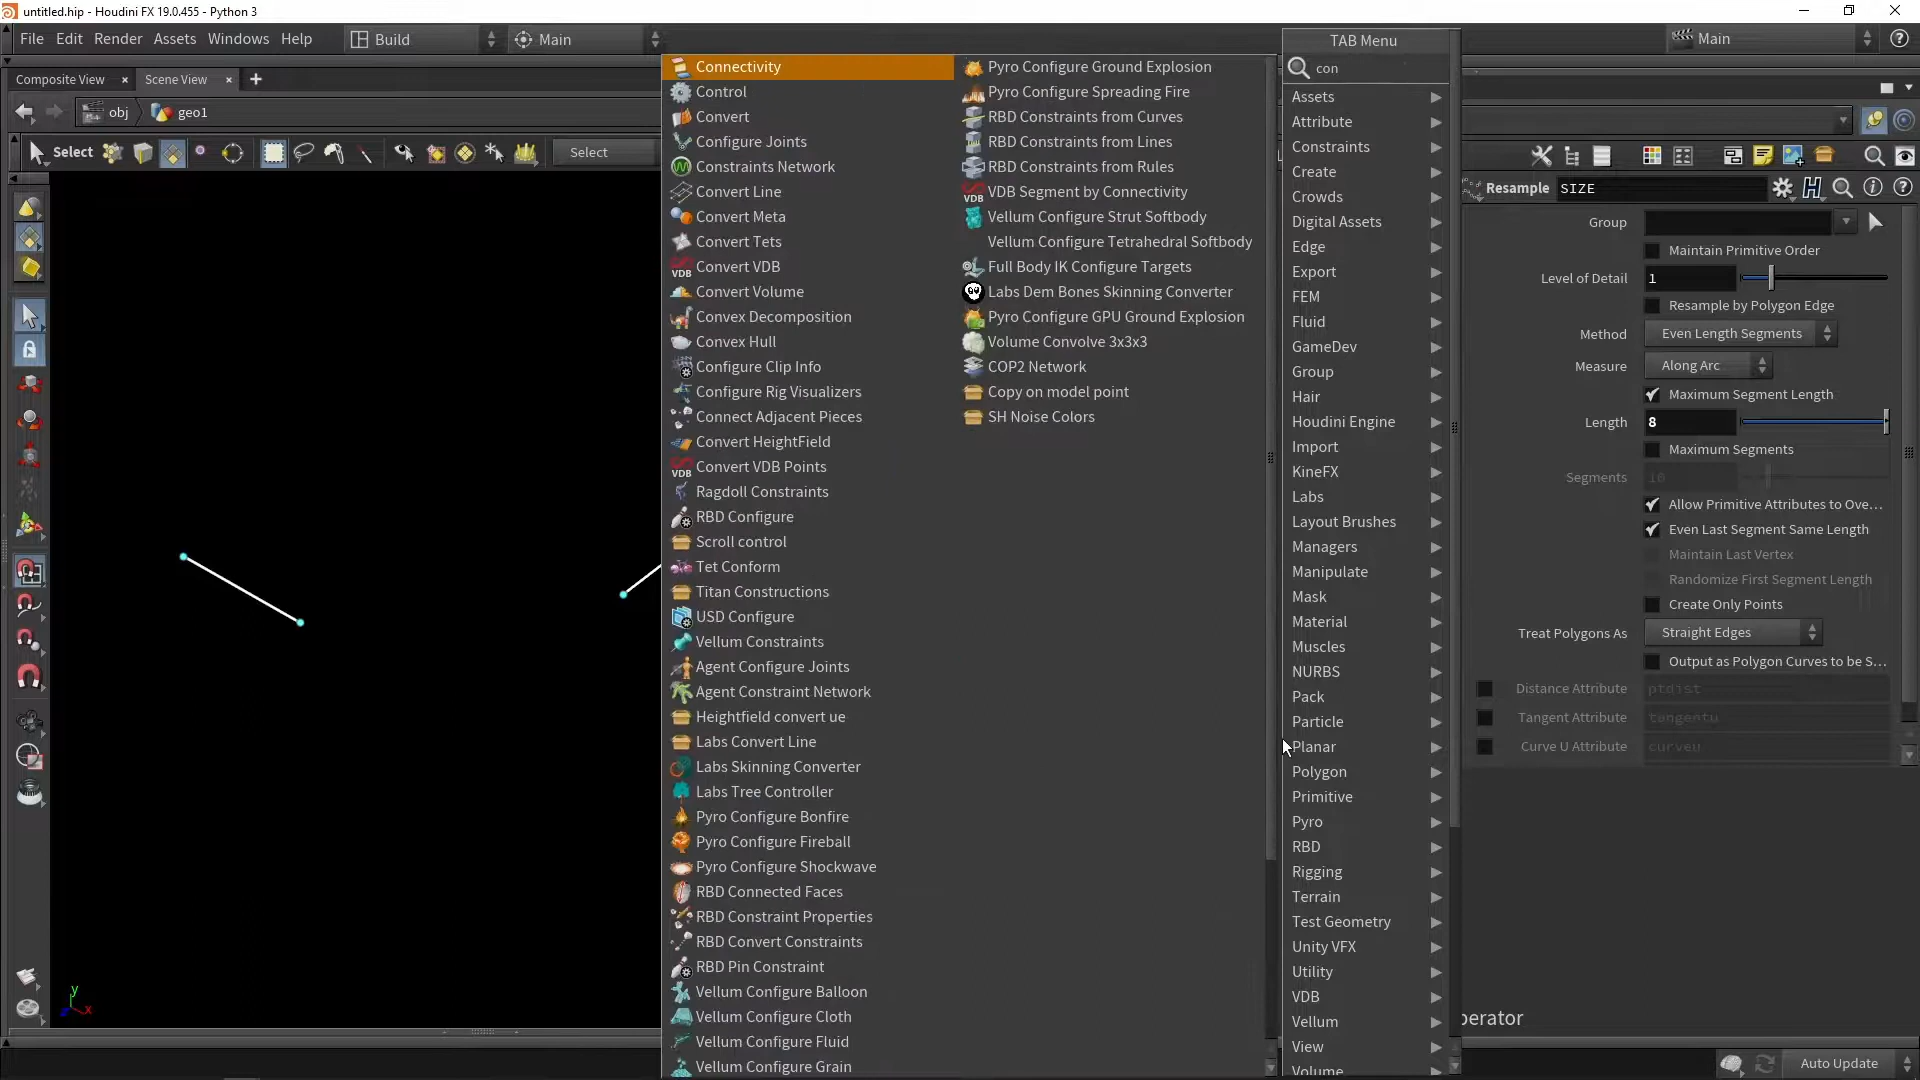 untitled.hip - Houdini FX 19.0.455 - Python 3
File Edit Render Assets Windows Help
Build
Main
Main
Composite View × Scene View × +
obj geo1
Select
Select
TAB Menu
con
Connectivity
Control
Convert
Configure Joints
Constraints Network
Convert Line
Convert Meta
Convert Tets
VDB Convert VDB
Convert Volume
Convex Decomposition
Convex Hull
Configure Clip Info
Configure Rig Visualizers
Connect Adjacent Pieces
Convert HeightField
VDB Convert VDB Points
Ragdoll Constraints
RBD Configure
Scroll control
Tet Conform
Titan Constructions
USD Configure
Vellum Constraints
Agent Configure Joints
Agent Constraint Network
Heightfield convert ue
Labs Convert Line
Labs Skinning Converter
Labs Tree Controller
Pyro Configure Bonfire
Pyro Configure Fireball
Pyro Configure Shockwave
RBD Connected Faces
RBD Constraint Properties
RBD Convert Constraints
RBD Pin Constraint
Vellum Configure Balloon
Vellum Configure Cloth
Vellum Configure Fluid
Vellum Configure Grain
Pyro Configure Ground Explosion
Pyro Configure Spreading Fire
RBD Constraints from Curves
RBD Constraints from Lines
RBD Constraints from Rules
VDB VDB Segment by Connectivity
Vellum Configure Strut Softbody
Vellum Configure Tetrahedral Softbody
Full Body IK Configure Targets
Labs Dem Bones Skinning Converter
Pyro Configure GPU Ground Explosion
Volume Convolve 3x3x3
COP2 Network
Copy on model point
SH Noise Colors
Assets
Attribute
Constraints
Create
Crowds
Digital Assets
Edge
Export
FEM
Fluid
GameDev
Group
Hair
Houdini Engine
Import
KineFX
Labs
Layout Brushes
Managers
Manipulate
Mask
Material
Muscles
NURBS
Pack
Particle
Planar
Polygon
Primitive
Pyro
RBD
Rigging
Terrain
Test Geometry
Unity VFX
Utility
VDB
Vellum
View
Volume
Resample SIZE
Group
Maintain Primitive Order
Level of Detail 1
Resample by Polygon Edge
Method Even Length Segments
Measure Along Arc
Maximum Segment Length
Length 8
Maximum Segments
Segments 10
Allow Primitive Attributes to Ove...
Even Last Segment Same Length
Maintain Last Vertex
Randomize First Segment Length
Create Only Points
Treat Polygons As Straight Edges
Output as Polygon Curves to be S...
Distance Attribute ptdist
Tangent Attribute tangentu
Curve U Attribute curveu
perator
y
x
Auto Update